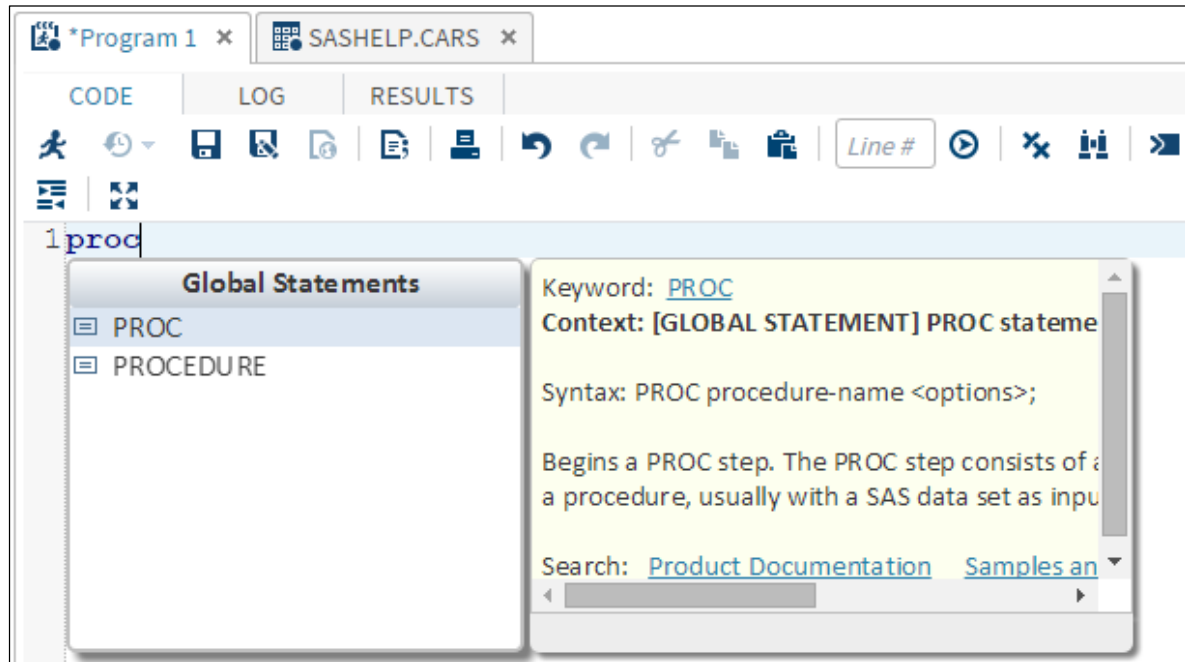 *Program 1 × SASHELP.CARS ×
CODE LOG RESULTS
Line #
1 proc
Global Statements
PROC
PROCEDURE
Keyword: PROC
Context: [GLOBAL STATEMENT] PROC stateme
Syntax: PROC procedure-name <options>;
Begins a PROC step. The PROC step consists of a
a procedure, usually with a SAS data set as inpu
Search: Product Documentation Samples an